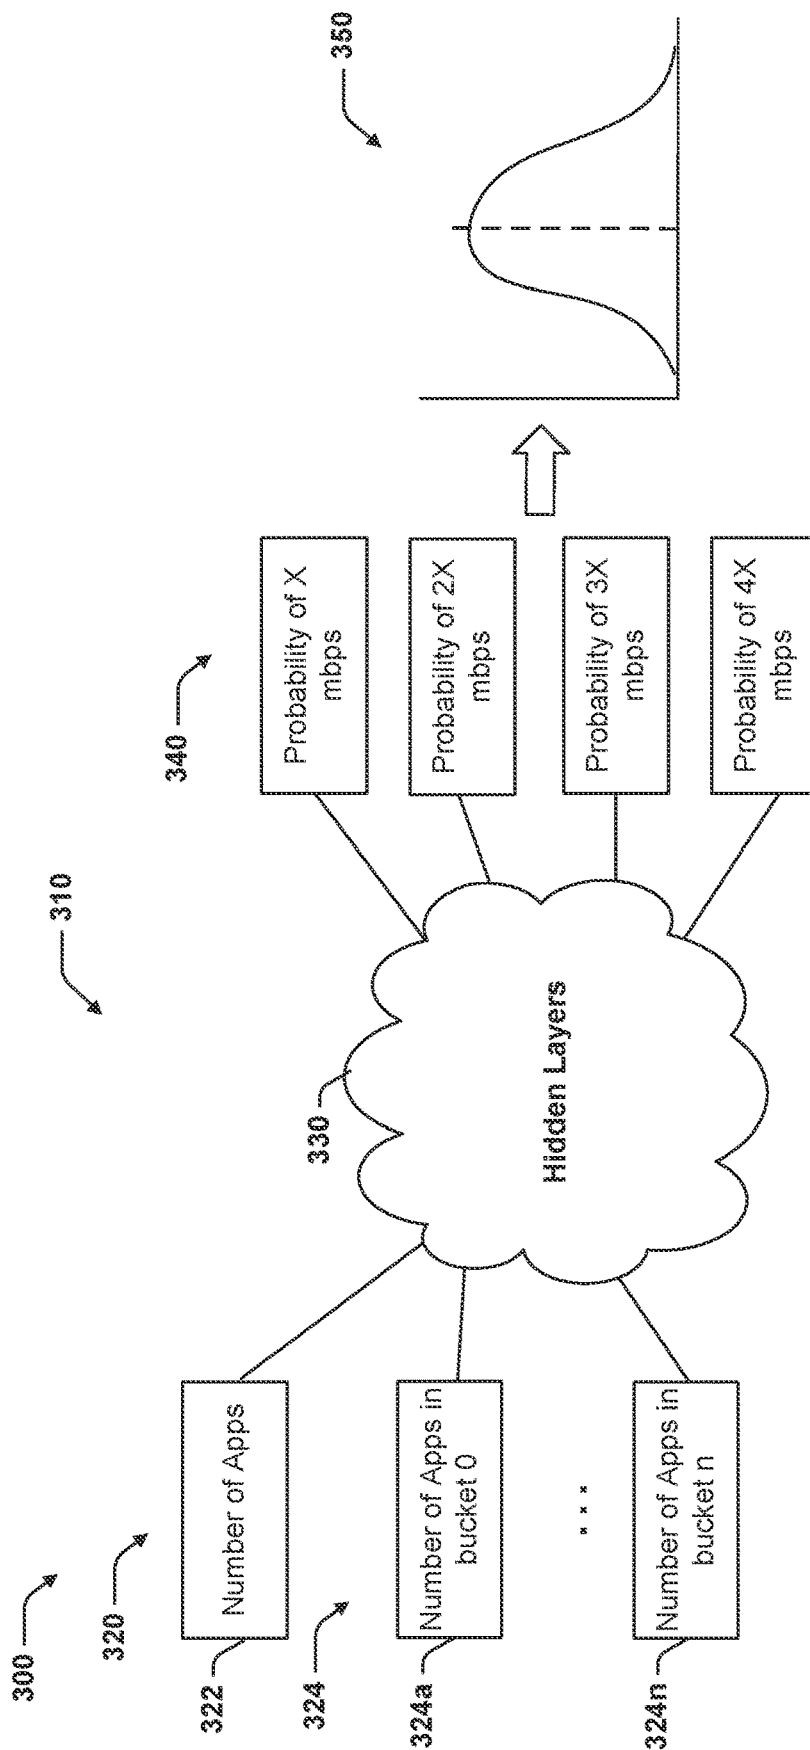 300
310
320
322
Number of Apps
324
324a
Number of Apps in
bucket 0
324n
Number of Apps in
bucket n
330
Hidden Layers
340
Probability of X
mbps
Probability of 2X
mbps
Probability of 3X
mbps
Probability of 4X
mbps
350